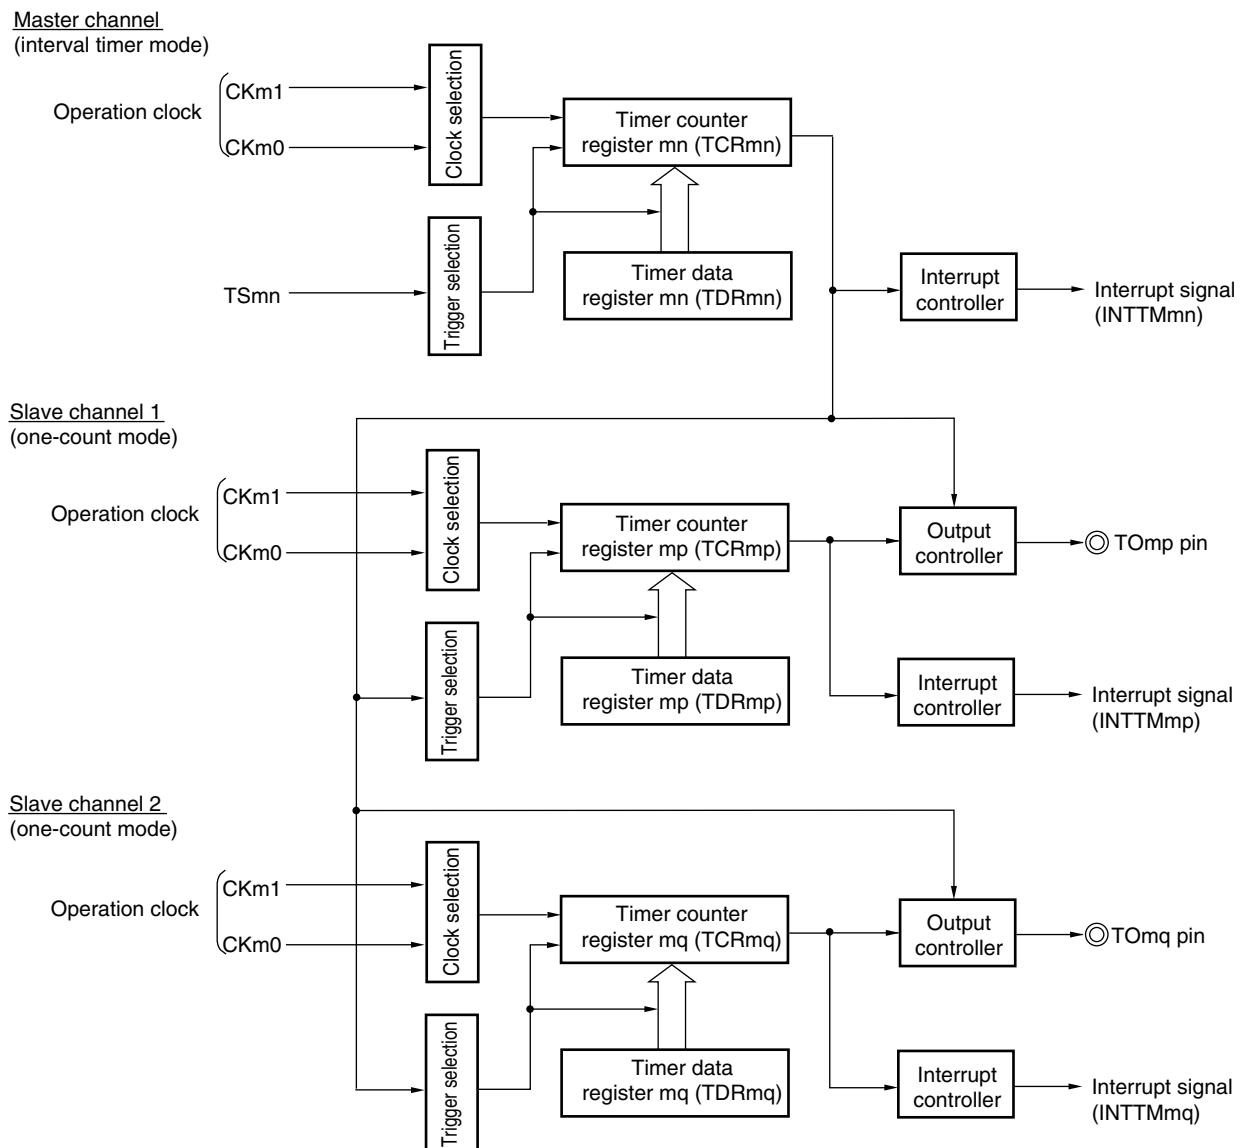 Master channel
(interval timer mode)
Operation clock
CKm1
CKm0
Clock selection
Timer counter
register mn (TCRmn)
TSmn
Trigger selection
Timer data
register mn (TDRmn)
Interrupt
controller
Interrupt signal
(INTTMmn)
Slave channel 1
(one-count mode)
Operation clock
CKm1
CKm0
Clock selection
Timer counter
register mp (TCRmp)
Output
controller
TOmp pin
Trigger selection
Timer data
register mp (TDRmp)
Interrupt
controller
Interrupt signal
(INTTMmp)
Slave channel 2
(one-count mode)
Operation clock
CKm1
CKm0
Clock selection
Timer counter
register mq (TCRmq)
Output
controller
TOmq pin
Trigger selection
Timer data
register mq (TDRmq)
Interrupt
controller
Interrupt signal
(INTTMmq)